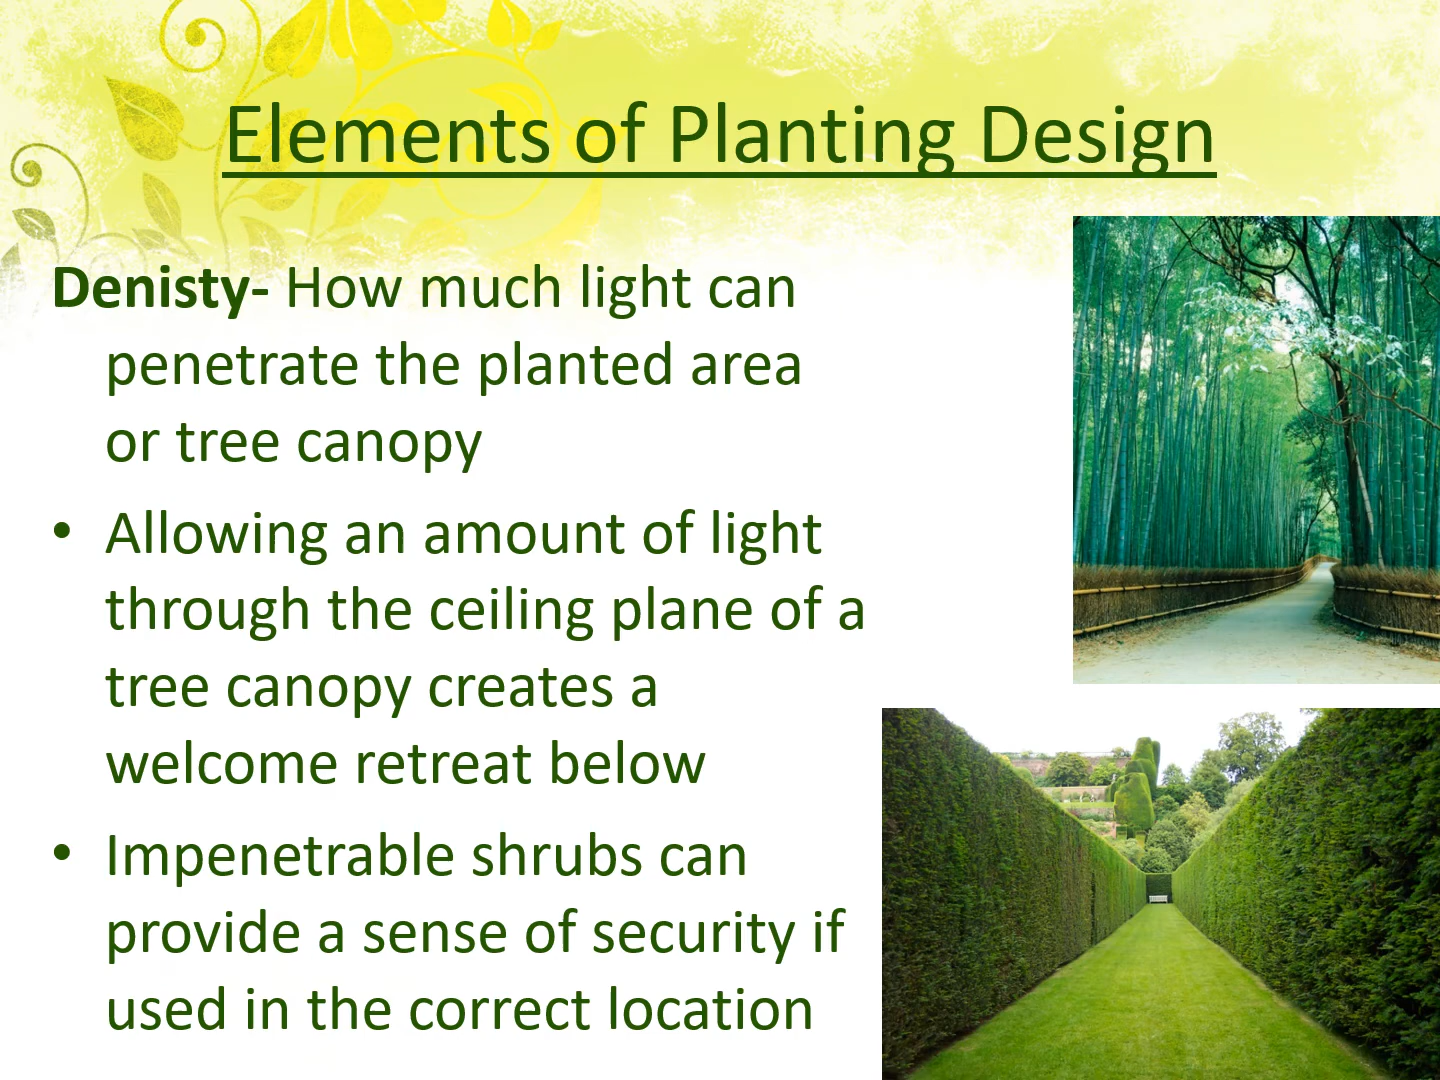 Elements of Planting Design
Denisty- How much light can
penetrate the planted area
or tree canopy
• Allowing an amount of light
through the ceiling plane of a
tree canopy creates a
welcome retreat below
• Impenetrable shrubs can
provide a sense of security if
used in the correct location